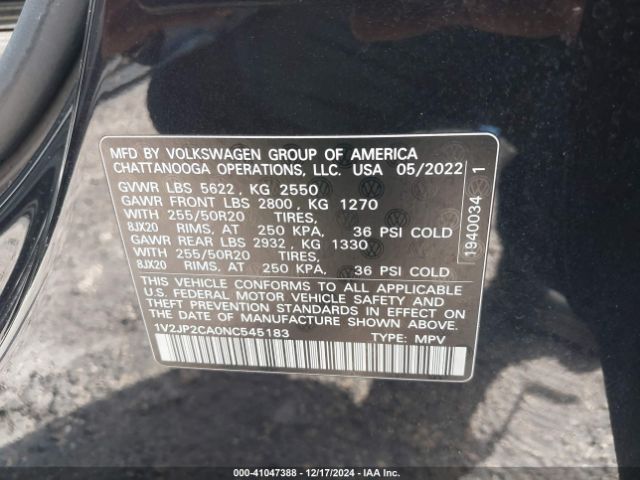 MFD BY VOLKSWAGEN GROUP OF AMERICA
CHATTANOOGA OPERATIONS, LLC. USA 05/2022
GVWR LBS 5622 , KG 2550
GAWR FRONT LBS 2800 , KG 1270
WITH 255/50R20 TIRES,
8JX20 RIMS, AT 250 KPA, 36 PSI COLD
GAWR REAR LBS 2932 , KG 1330
WITH 255/50R20 TIRES,
8JX20 RIMS, AT 250 KPA, 36 PSI COLD
THIS VEHICLE CONFORMS TO ALL APPLICABLE
U.S. FEDERAL MOTOR VEHICLE SAFETY AND
THEFT PREVENTION STANDARDS IN EFFECT ON
THE DATE OF MANUFACTURE SHOWN ABOVE.
1V2JP2CA0NC545183 TYPE: MPV
1940034 1
000-41047388 - 12/17/2024 - IAA Inc.